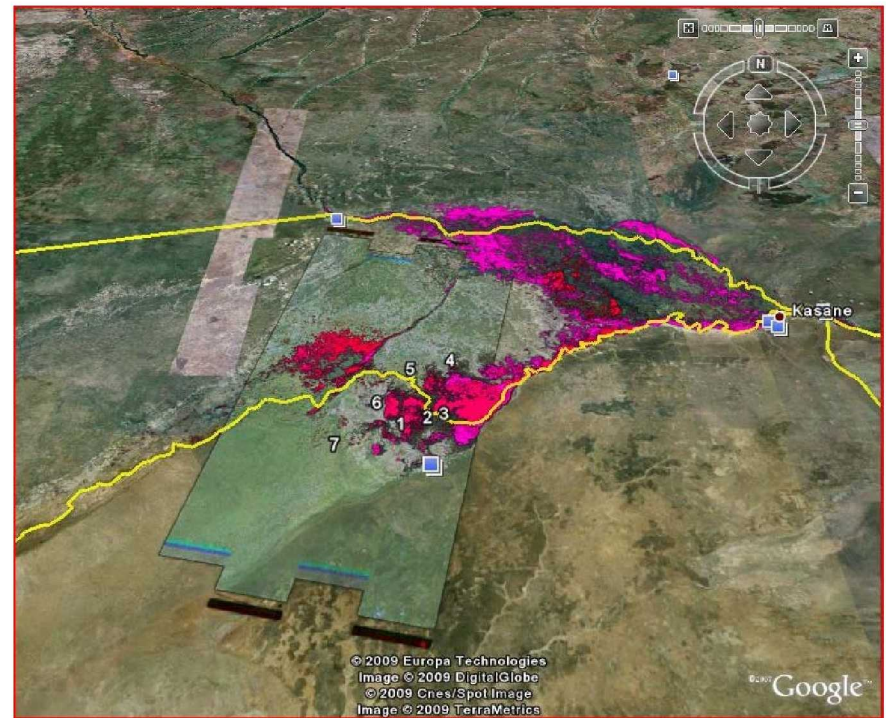 N
Kasane
4
5
6
1
2
3
7
© 2009 Europa Technologies
Image © 2009 DigitalGlobe
© 2009 Cnes/Spot Image
Image © 2009 TerraMetrics
Google™